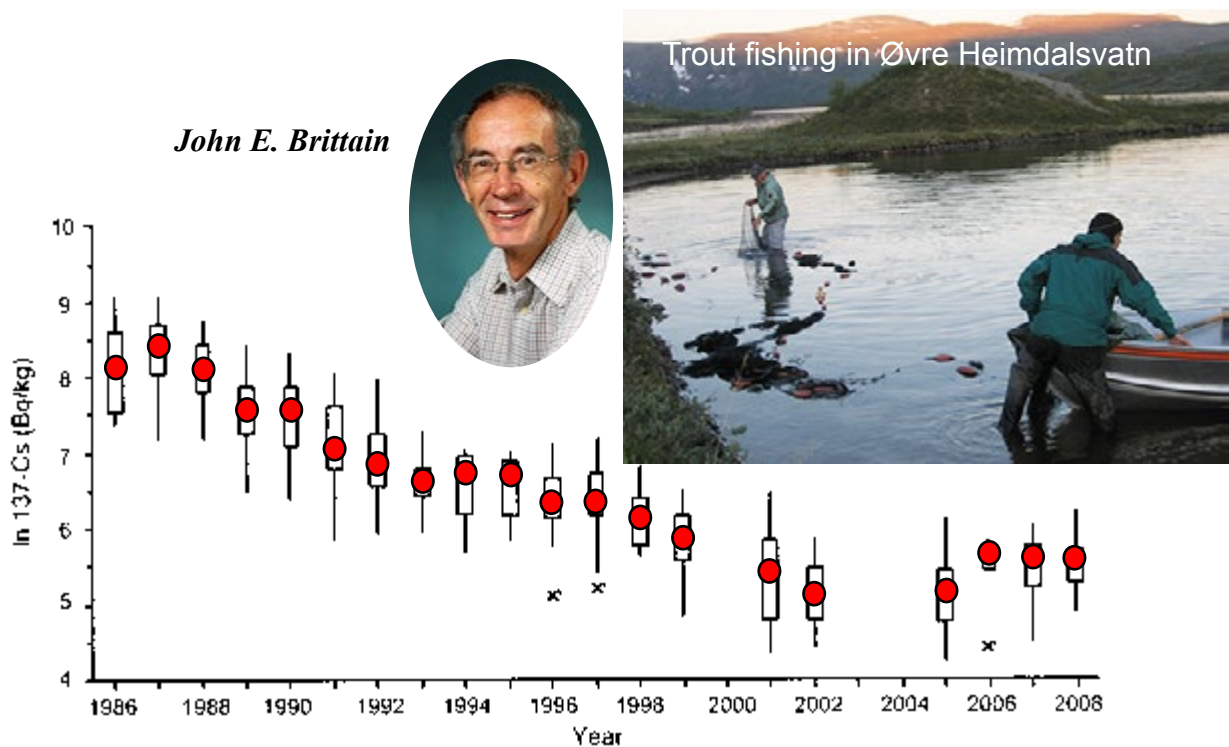 Trout fishing in Øvre Heimdalsvatn
John E. Brittain
10
9
8
7
6
5
4
ln 137-Cs (Bq/kg)
1986 1988 1990 1992 1994 1996 1998 2000 2002 2004 2006 2008
Year